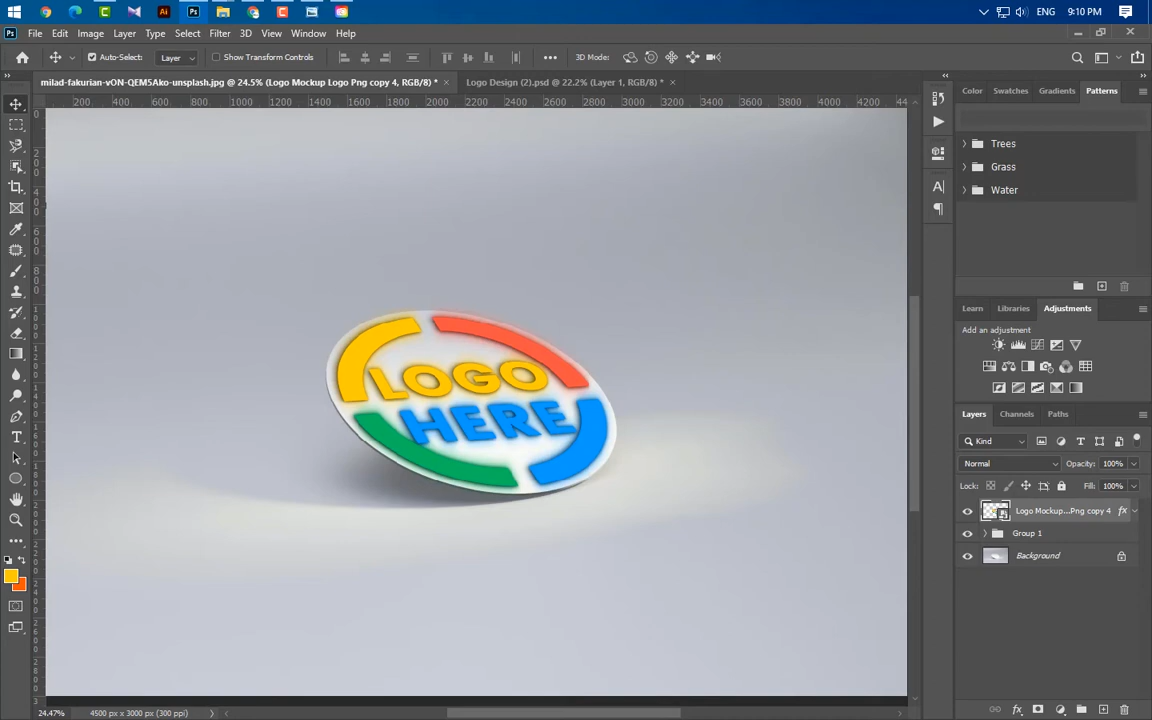 ENG
9:10 PM
File Edit Image Layer Type Select Filter 3D View Window Help
Auto-Select: Layer Show Transform Controls 3D Mode:
milad-fakurian-vON-QEM5Ako-unsplash.jpg @ 24.5% (Logo Mockup Logo Png copy 4, RGB/8) * × Logo Design (2).psd @ 22.2% (Layer 1, RGB/8) * ×
200 400 600 800 1000 1200 1400 1600 1800 2000 2200 2400 2600 2800 3000 3200 3400 3600 3800 4000 4200 44
Color Swatches Gradients Patterns
Trees
Grass
Water
LOGO
HERE
Learn Libraries Adjustments
Add an adjustment
Layers Channels Paths
Kind
Normal Opacity: 100%
Lock: Fill: 100%
Logo Mockup...Png copy 4 fx
Group 1
Background
24.47% 4500 px x 3000 px (300 ppi)